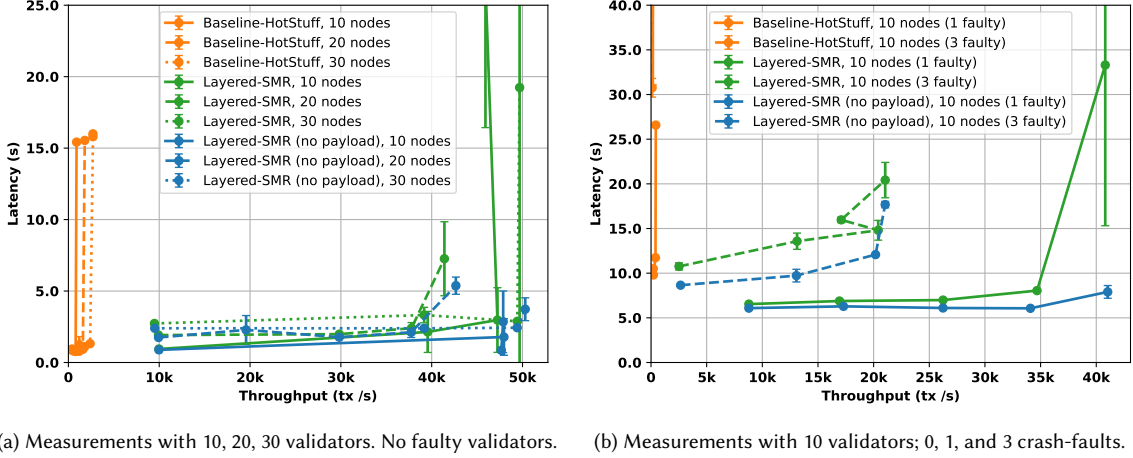 25.0
20.0
15.0
10.0
5.0
0.0
Latency (s)
Baseline-HotStuff, 10 nodes
Baseline-HotStuff, 20 nodes
Baseline-HotStuff, 30 nodes
Layered-SMR, 10 nodes
Layered-SMR, 20 nodes
Layered-SMR, 30 nodes
Layered-SMR (no payload), 10 nodes
Layered-SMR (no payload), 20 nodes
Layered-SMR (no payload), 30 nodes
0 10k 20k 30k 40k 50k
Throughput (tx /s)
(a) Measurements with 10, 20, 30 validators. No faulty validators.
40.0
35.0
30.0
25.0
20.0
15.0
10.0
5.0
0.0
Latency (s)
Baseline-HotStuff, 10 nodes (1 faulty)
Baseline-HotStuff, 10 nodes (3 faulty)
Layered-SMR, 10 nodes (1 faulty)
Layered-SMR, 10 nodes (3 faulty)
Layered-SMR (no payload), 10 nodes (1 faulty)
Layered-SMR (no payload), 10 nodes (3 faulty)
0 5k 10k 15k 20k 25k 30k 35k 40k
Throughput (tx /s)
(b) Measurements with 10 validators; 0, 1, and 3 crash-faults.